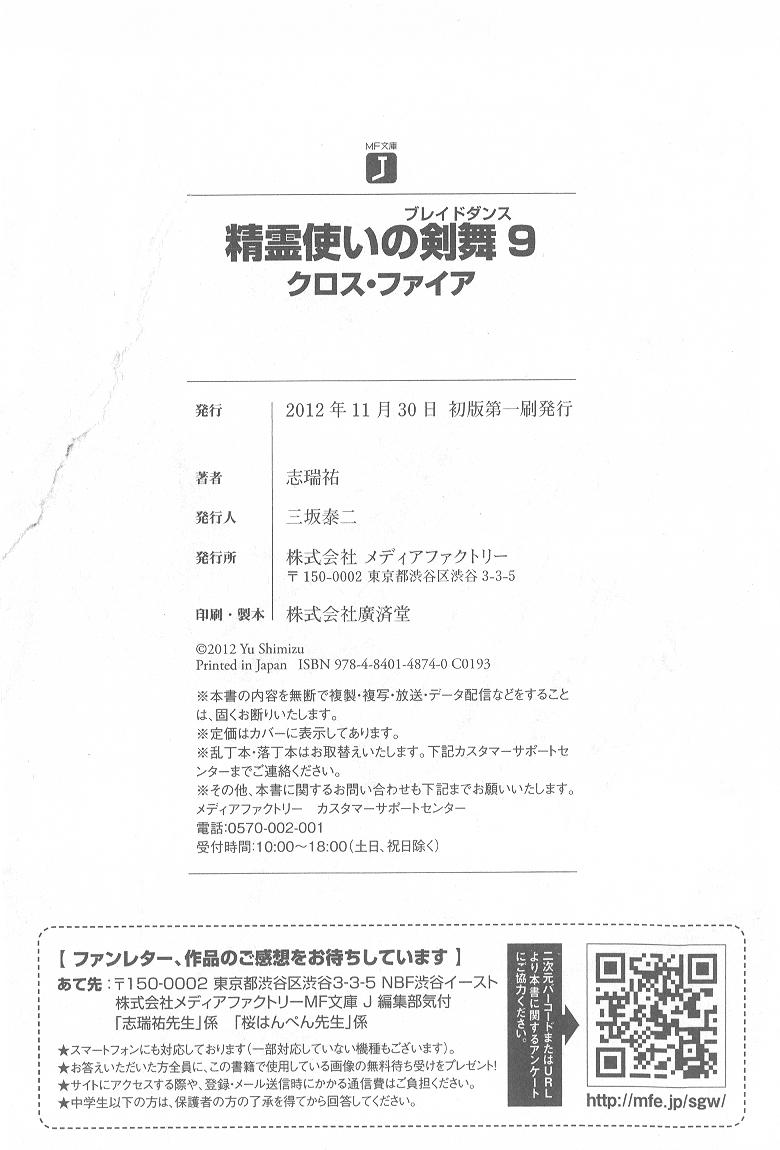 MF文庫
J
ブレイドダンス
精霊使いの剣舞 9
クロス・ファイア
発行 2012 年 11 月 30 日 初版第一刷発行
著者 志瑞祐
発行人 三坂泰二
発行所 株式会社 メディアファクトリー
〒 150-0002 東京都渋谷区渋谷 3-3-5
印刷・製本 株式会社廣済堂
©2012 Yu Shimizu
Printed in Japan ISBN 978-4-8401-4874-0 C0193
※本書の内容を無断で複製・複写・放送・データ配信などをすること
は、固くお断りいたします。
※定価はカバーに表示してあります。
※乱丁本・落丁本はお取替えいたします。下記カスタマーサポートセ
ンターまでご連絡ください。
※その他、本書に関するお問い合わせも下記までお願いいたします。
メディアファクトリー カスタマーサポートセンター
電話:0570-002-001
受付時間:10:00～18:00(土日、祝日除く)
【 ファンレター、作品のご感想をお待ちしています 】
あて先:〒150-0002 東京都渋谷区渋谷3-3-5 NBF渋谷イースト
株式会社メディアファクトリーMF文庫 J 編集部気付
「志瑞祐先生」係 「桜はんぺん先生」係
★スマートフォンにも対応しております(一部対応していない機種もございます)。
★お答えいただいた方全員に、この書籍で使用している画像の無料待ち受けをプレゼント!
★サイトにアクセスする際や、登録・メール送信時にかかる通信費はご負担ください。
★中学生以下の方は、保護者の方の了承を得てから回答してください。
二次元バーコードまたはURL
より本書に関するアンケート
にご協力ください。
http://mfe.jp/sgw/